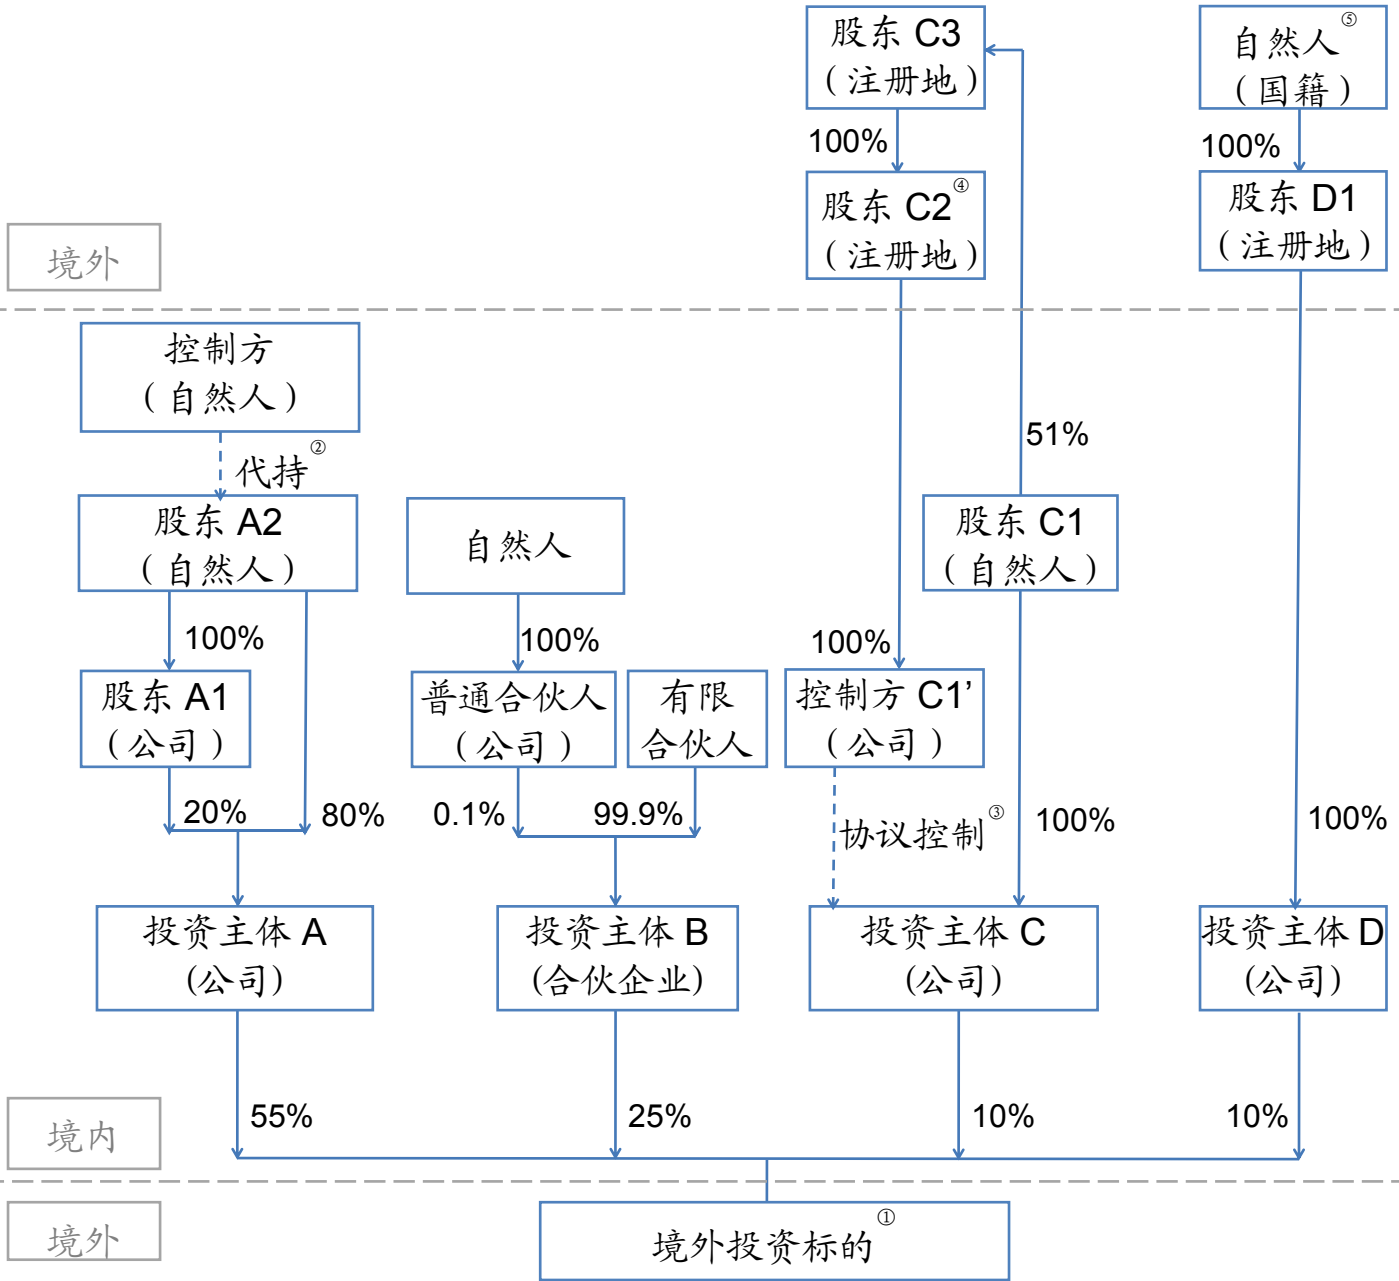 股东 C3
（注册地）
自然人⑤
（国籍）
100%
100%
股东 C2④
（注册地）
股东 D1
（注册地）
境外
控制方
（自然人）
代持②
51%
股东 A2
（自然人）
自然人
股东 C1
（自然人）
100%
100%
100%
股东 A1
（公司）
普通合伙人
（公司）
有限
合伙人
控制方 C1’
（公司）
20%
80%
0.1%
99.9%
协议控制③
100%
100%
投资主体 A
(公司)
投资主体 B
(合伙企业)
投资主体 C
(公司)
投资主体 D
(公司)
境内
55%
25%
10%
10%
境外
境外投资标的①